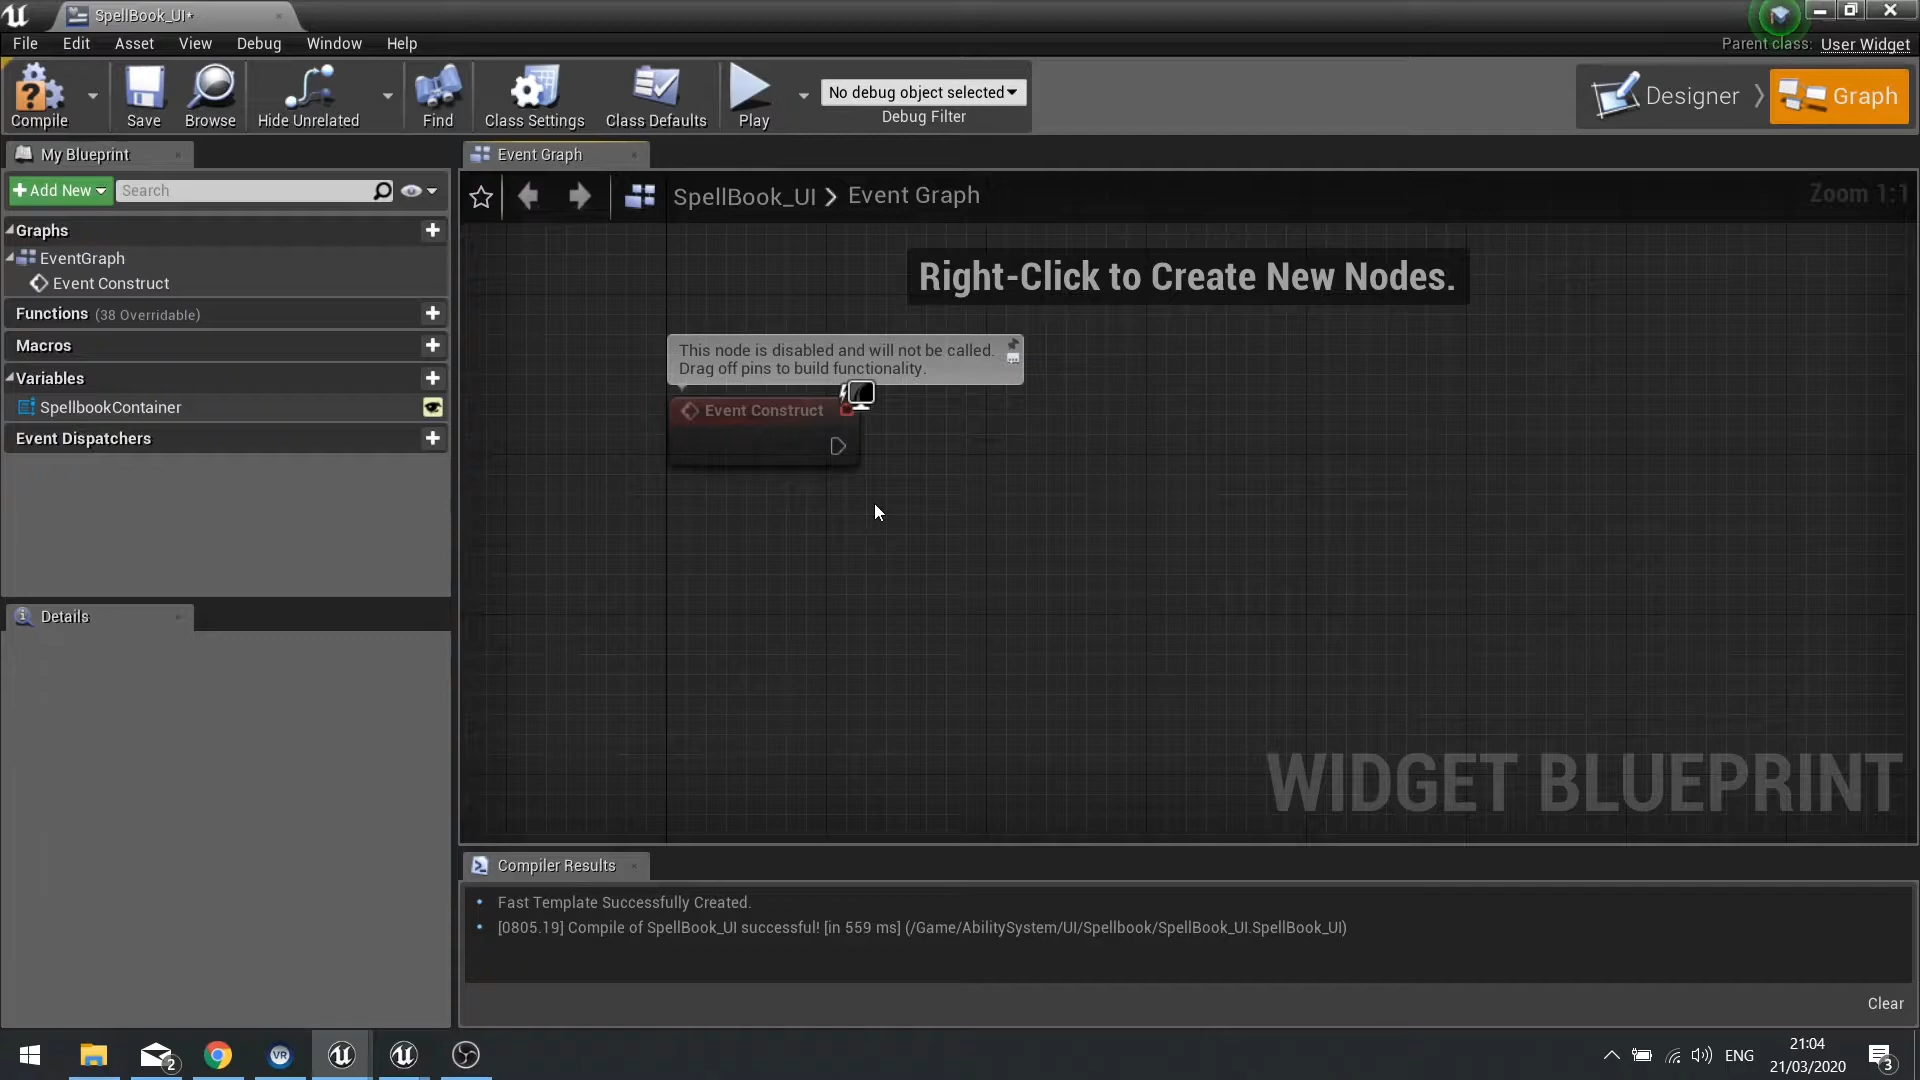 SpellBook_UI*
File Edit Asset View Debug Window Help
Parent class: User Widget
Compile Save Browse Hide Unrelated Find Class Settings Class Defaults Play
No debug object selected
Debug Filter
Designer Graph
My Blueprint
Add New Search
Graphs
EventGraph
Event Construct
Functions (38 Overridable)
Macros
Variables
SpellbookContainer
Event Dispatchers
Details
Event Graph
SpellBook_UI Event Graph
Zoom 1:1
Right-Click to Create New Nodes.
This node is disabled and will not be called.
Drag off pins to build functionality.
Event Construct
WIDGET BLUEPRINT
Compiler Results
Fast Template Successfully Created.
[0805.19] Compile of SpellBook_UI successful! [in 559 ms] (/Game/AbilitySystem/UI/Spellbook/SpellBook_UI.SpellBook_UI)
Clear
2
VR
ENG
21:04
21/03/2020
3